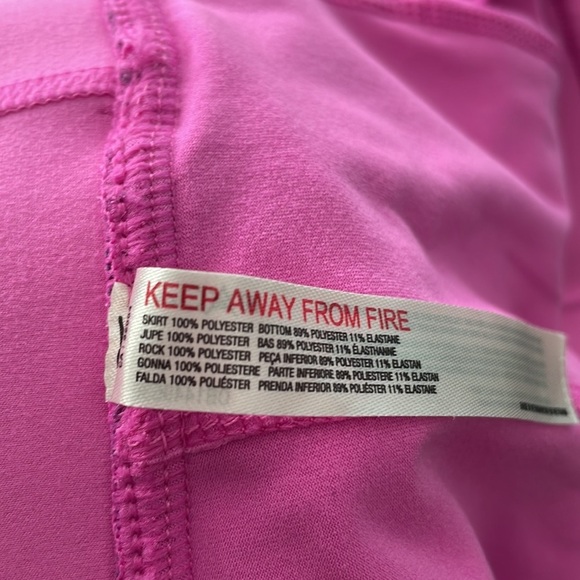 KEEP AWAY FROM FIRE
SKIRT 100% POLYESTER BOTTOM 89% POLYESTER 11% ELASTANE
JUPE 100% POLYESTER BAS 89% POLYESTER 11% ÉLASTHANNE
ROCK 100% POLYESTER PEÇA INFERIOR 89% POLYESTER 11% ELASTAN
GONNA 100% POLIESTERE PARTE INFERIORE 89% POLIESTERE 11% ELASTAN
FALDA 100% POLIÉSTER PRENDA INFERIOR 89% POLIÉSTER 11% ELASTANE